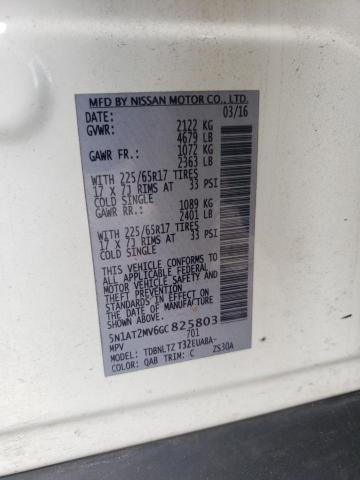 MFD BY NISSAN MOTOR CO., LTD.
DATE: 03/16
GVWR: 2122 KG
4679 LB
GAWR FR.: 1072 KG
2363 LB
WITH 225/65R17 TIRES
17 X 7J RIMS AT 33 PSI
COLD SINGLE
GAWR RR.: 1089 KG
2401 LB
WITH 225/65R17 TIRES
17 X 7J RIMS AT 33 PSI
COLD SINGLE
THIS VEHICLE CONFORMS TO
ALL APPLICABLE FEDERAL
MOTOR VEHICLE SAFETY AND
THEFT PREVENTION
STANDARDS IN EFFECT ON
THE DATE OF MANUFACTURE
5N1AT2MV6GC825803
MPV 701
MODEL: TDBNLTZ T32EUABA-
COLOR: QAB TRIM: C ZS30A